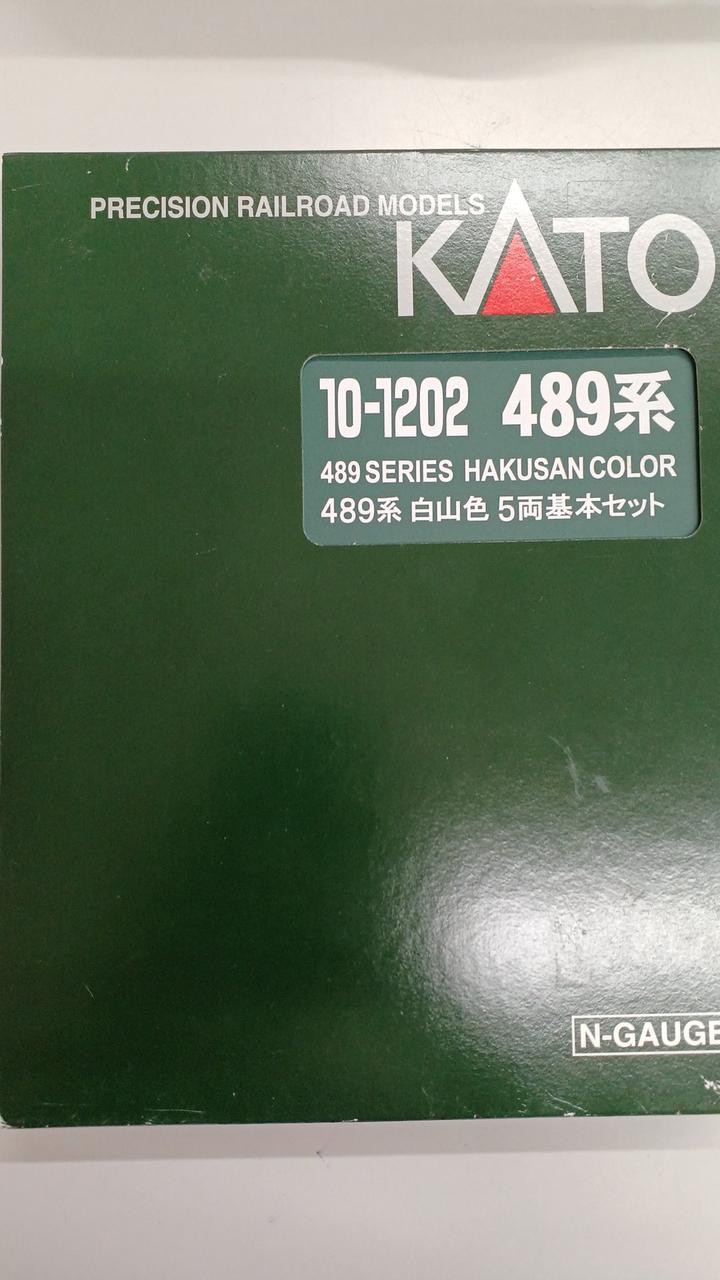 PRECISION RAILROAD MODELS
KATO
10-1202 489系
489 SERIES HAKUSAN COLOR
489系 白山色 5両基本セット
N-GAUGE